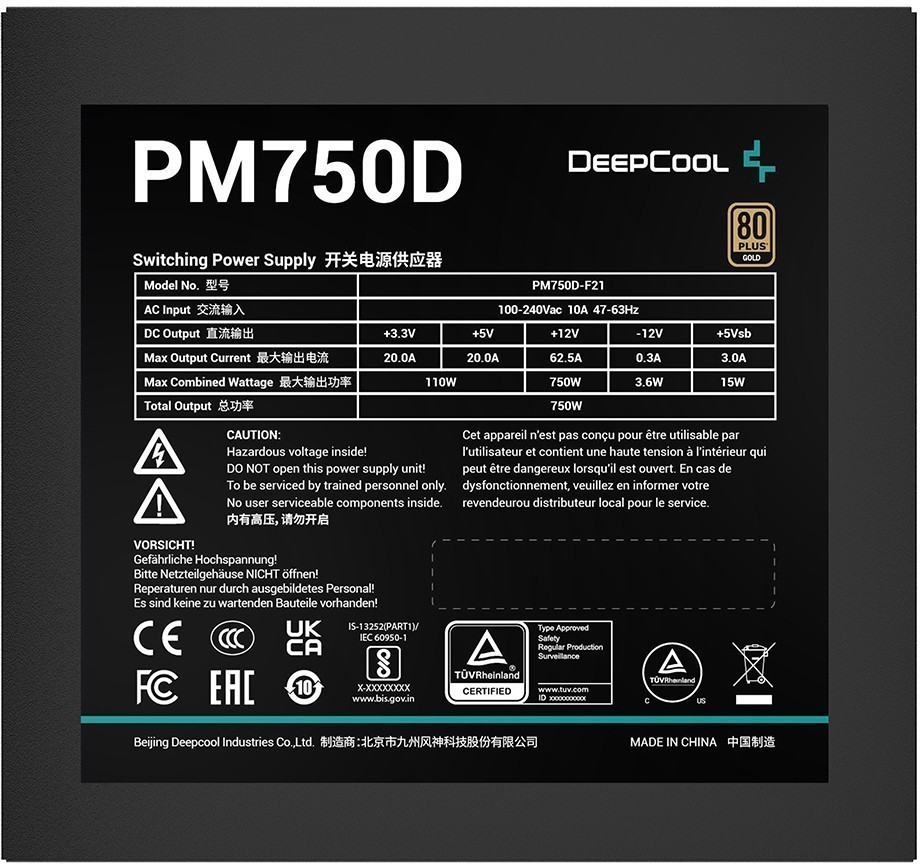 PM750D
DEEPCOOL
80
PLUS
GOLD
Switching Power Supply 开关电源供应器
Model No. 型号 PM750D-F21
AC Input 交流输入 100-240Vac 10A 47-63Hz
DC Output 直流输出 +3.3V +5V +12V -12V +5Vsb
Max Output Current 最大输出电流 20.0A 20.0A 62.5A 0.3A 3.0A
Max Combined Wattage 最大输出功率 110W 750W 3.6W 15W
Total Output 总功率 750W
CAUTION:
Hazardous voltage inside!
DO NOT open this power supply unit!
To be serviced by trained personnel only.
No user serviceable components inside.
内有高压, 请勿开启
Cet appareil n'est pas conçu pour être utilisable par
l'utilisateur et contient une haute tension à l'intérieur qui
peut être dangereux lorsqu'il est ouvert. En cas de
dysfonctionnement, veuillez en informer votre
revendeurou distributeur local pour le service.
VORSICHT!
Gefährliche Hochspannung!
Bitte Netzteilgehäuse NICHT öffnen!
Reperaturen nur durch ausgebildetes Personal!
Es sind keine zu wartenden Bauteile vorhanden!
CE
CCC
UK
CA
IS-13252(PART1)/
IEC 60950-1
X-XXXXXXXX
www.bis.gov.in
FC
EAC
10
TÜVRheinland®
CERTIFIED
Type Approved
Safety
Regular Production
Surveillance
www.tuv.com
ID xxxxxxxxxx
TÜVRheinland
C US
Beijing Deepcool Industries Co.,Ltd. 制造商:北京市九州风神科技股份有限公司
MADE IN CHINA 中国制造